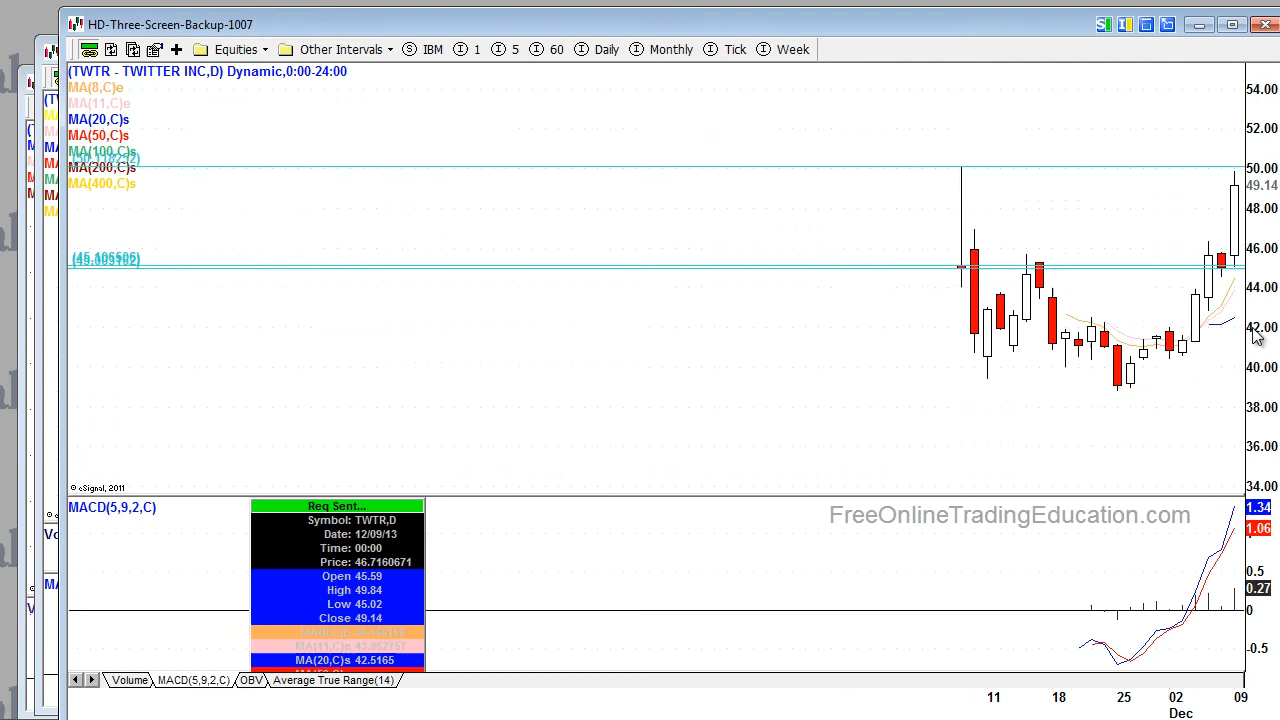 HD-Three-Screen-Backup-1007
Equities Other Intervals IBM 1 5 60 Daily Monthly Tick Week
(TWTR - TWITTER INC,D) Dynamic,0:00-24:00
MA(8,C)e
MA(11,C)e
MA(20,C)s
MA(50,C)s
MA(100,C)s
MA(200,C)s
MA(400,C)s
54.00
52.00
50.00
49.14
48.00
46.00
44.00
42.00
40.00
38.00
36.00
34.00
© eSignal, 2011
MACD(5,9,2,C)
FreeOnlineTradingEducation.com
1.34
1.06
0.5
0.27
0
-0.5
Req Sent...
Symbol: TWTR,D
Date: 12/09/13
Time: 00:00
Price: 46.7160671
Open 45.59
High 49.84
Low 45.02
Close 49.14
MA(20,C)s 42.5165
Volume MACD(5,9,2,C) OBV Average True Range(14)
11 18 25 02 09
Dec